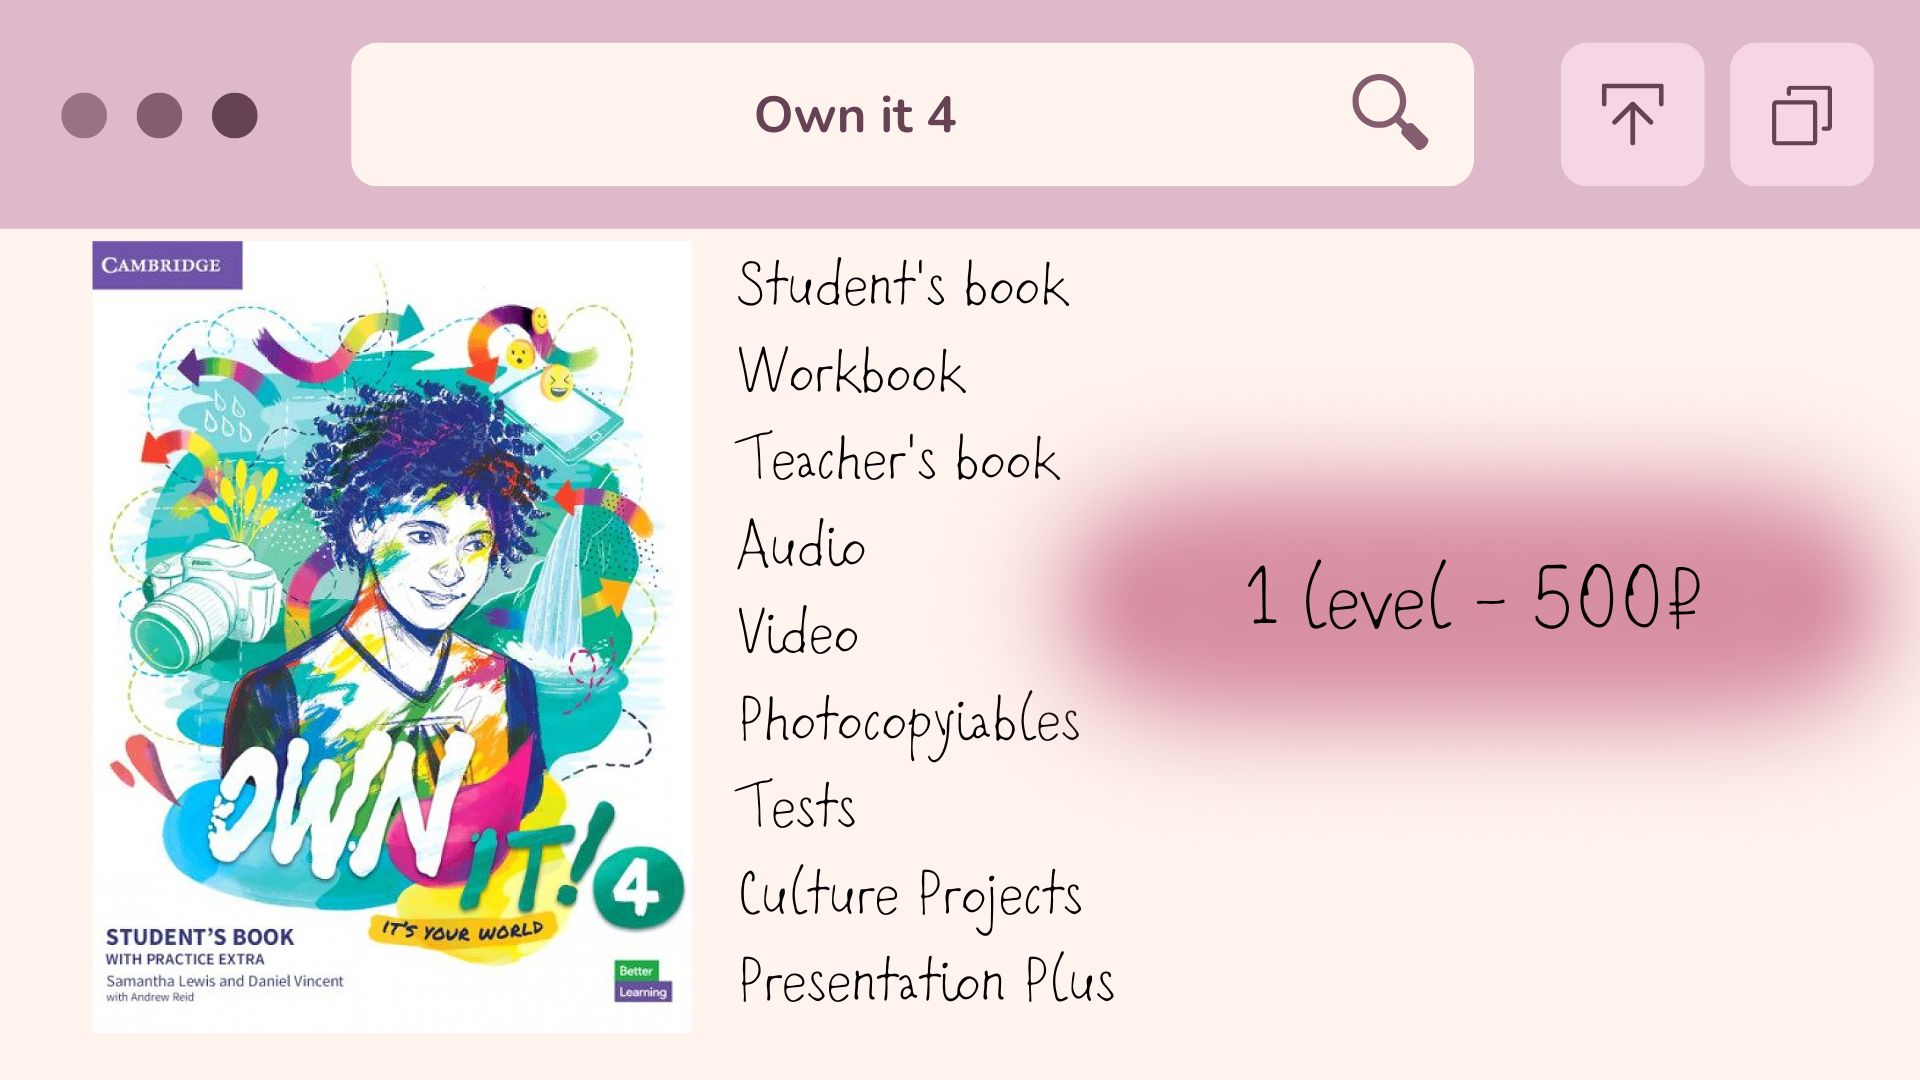 Own it 4
CAMBRIDGE
OWN
IT!
4
IT'S YOUR WORLD
STUDENT'S BOOK
WITH PRACTICE EXTRA
Samantha Lewis and Daniel Vincent
with Andrew Reid
Better
Learning
Student's book
Workbook
Teacher's book
Audio
Video
Photocopyiables
Tests
Culture Projects
Presentation Plus
1 level - 500₽